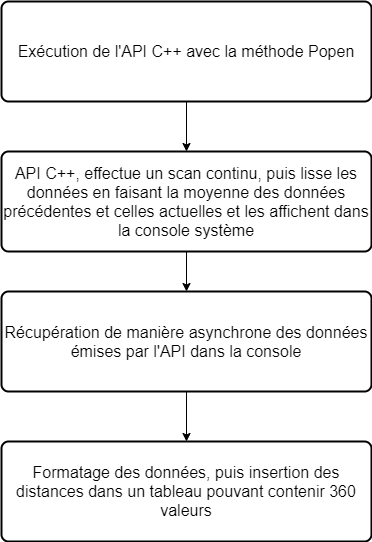 Exécution de l'API C++ avec la méthode Popen
API C++, effectue un scan continu, puis lisse les
données en faisant la moyenne des données
précédentes et celles actuelles et les affichent dans
la console système
Récupération de manière asynchrone des données
émises par l'API dans la console
Formatage des données, puis insertion des
distances dans un tableau pouvant contenir 360
valeurs